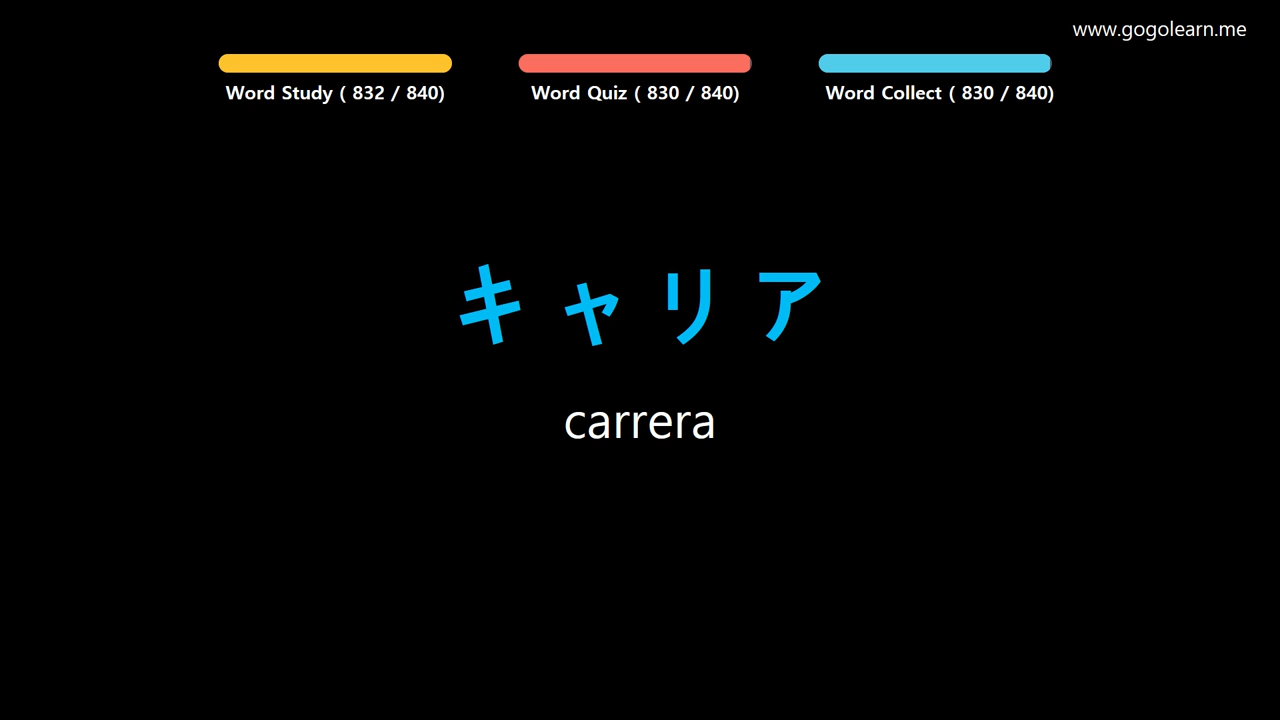 www.gogolearn.me
Word Study ( 832 / 840)
Word Quiz ( 830 / 840)
Word Collect ( 830 / 840)
キャリア
carrera